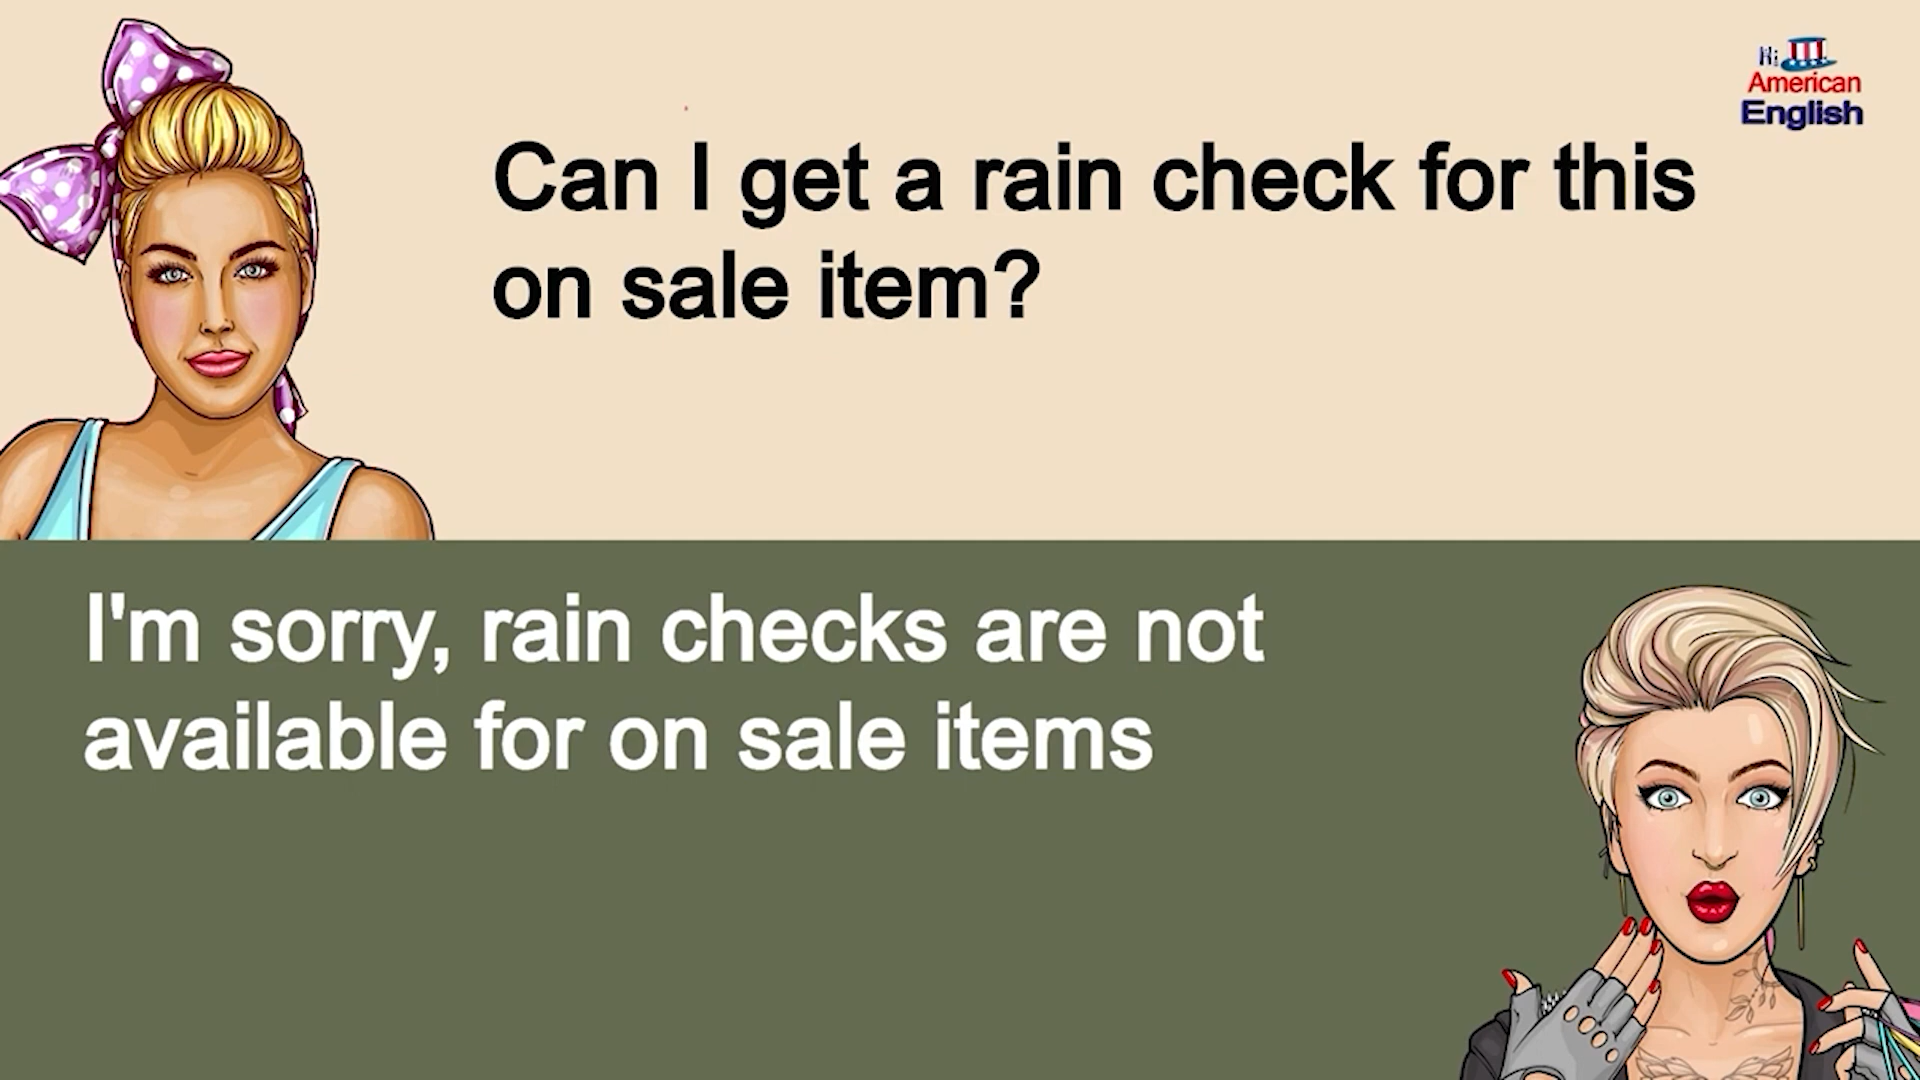 Hi
American
English
Can I get a rain check for this
on sale item?
I'm sorry, rain checks are not
available for on sale items